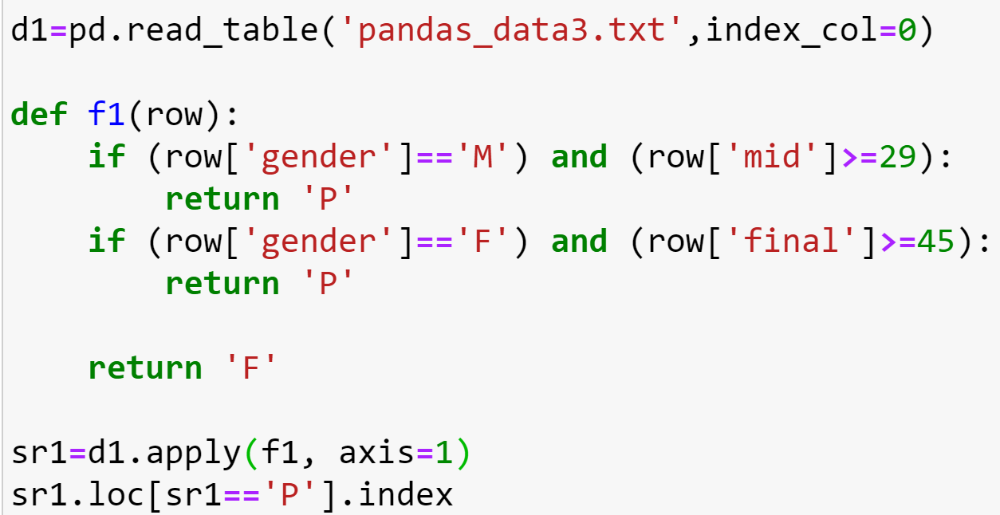 d1=pd.read_table('pandas_data3.txt',index_col=0)
def f1(row):
    if (row['gender']=='M') and (row['mid']>=29):
        return 'P'
    if (row['gender']=='F') and (row['final']>=45):
        return 'P'
    return 'F'
sr1=d1.apply(f1, axis=1)
sr1.loc[sr1=='P'].index